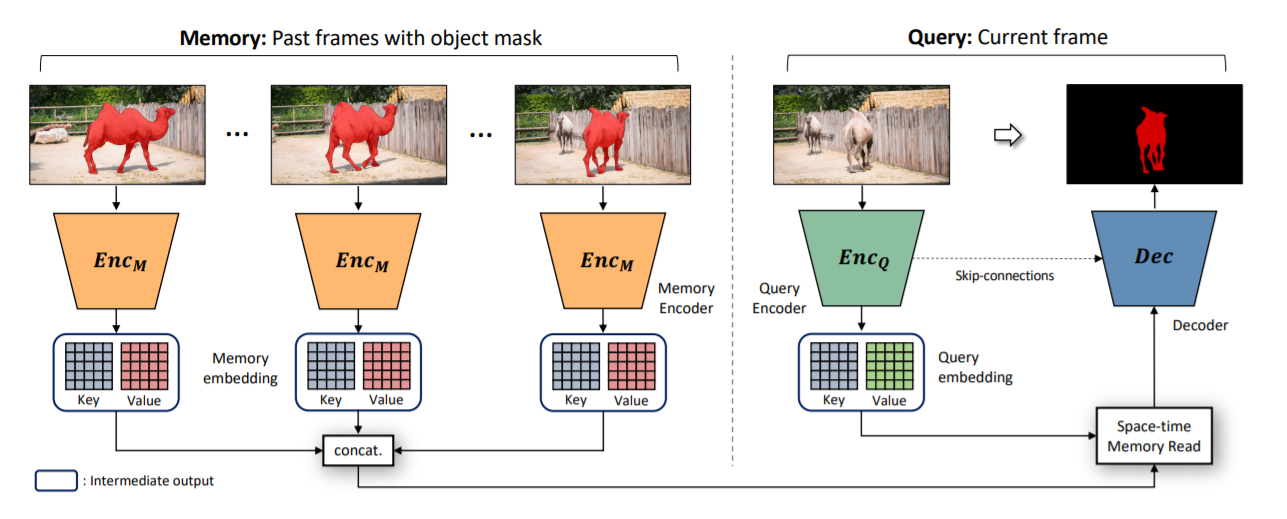 Memory: Past frames with object mask
Query: Current frame
...
...
Enc_M
Enc_M
Enc_M
Memory
Encoder
Query
Encoder
Enc_Q
Skip-connections
Dec
Decoder
Key Value
Memory
embedding
Key Value
Key Value
Key Value
Query
embedding
concat.
Space-time
Memory Read
: Intermediate output